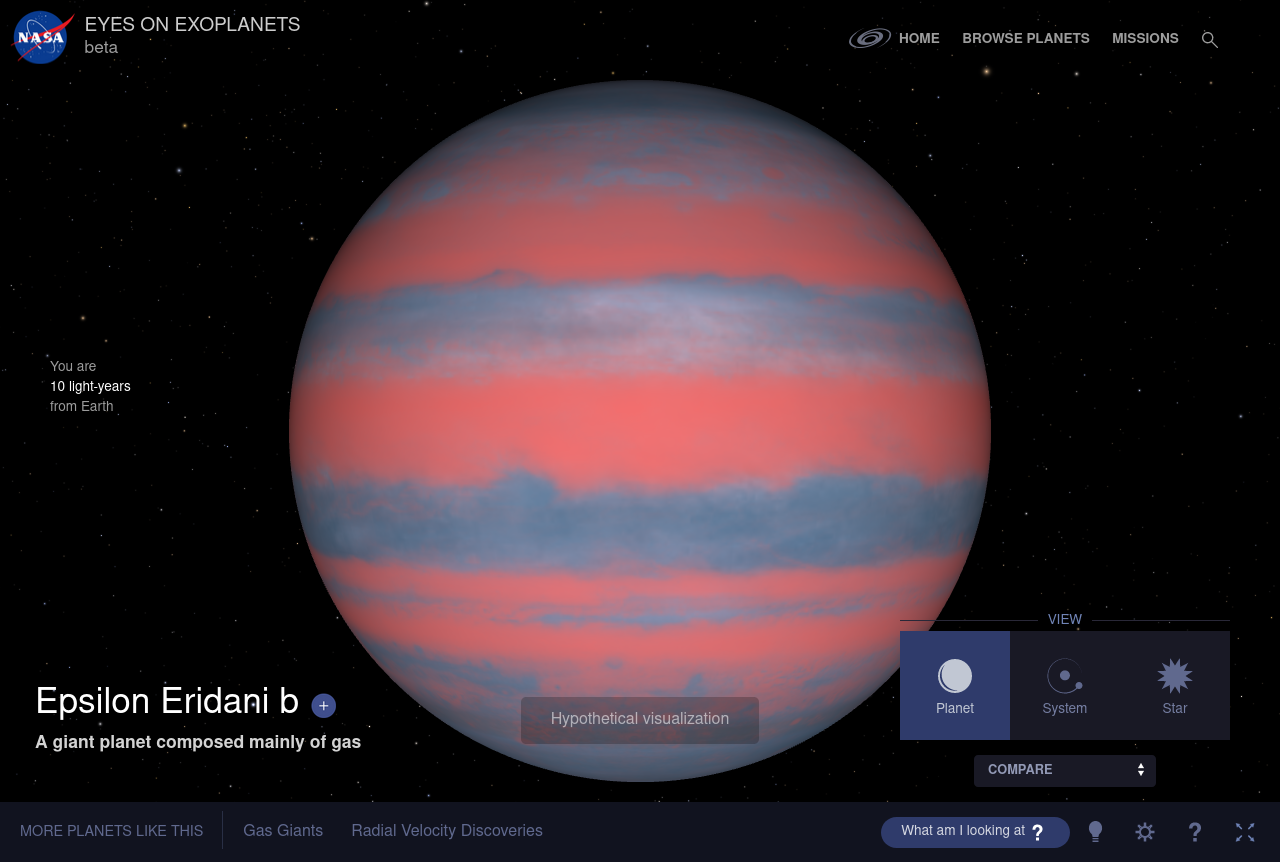 NASA
EYES ON EXOPLANETS
beta
HOME
BROWSE PLANETS
MISSIONS
You are
10 light-years
from Earth
VIEW
Planet
System
Star
Epsilon Eridani b +
A giant planet composed mainly of gas
Hypothetical visualization
COMPARE
MORE PLANETS LIKE THIS
Gas Giants
Radial Velocity Discoveries
What am I looking at ?
?